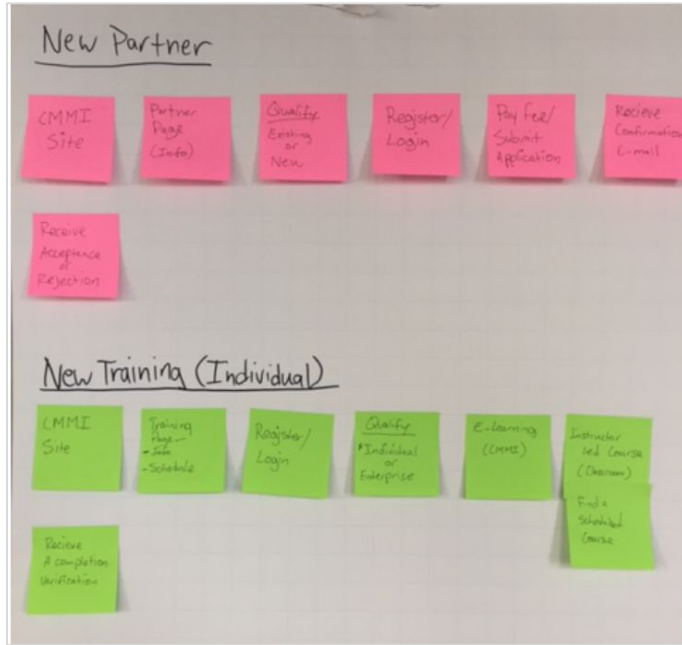 New Partner
CMMI
Site
Partner
Page
(Info)
Qualify
Existing
or
New
Register/
Login
Pay fee/
Submit
Application
Recieve
Confirmation
E-mail
Receive
Acceptance
or
Rejection
New Training (Individual)
CMMI
Site
Training
Page -
- Info
- Schedule
Register/
Login
Qualify
Individual
or
Enterprise
E-Learning
(CMMI)
Instructor
Led Course
(Classroom)
Find a
Scheduled
Course
Recieve
A completion
Verification